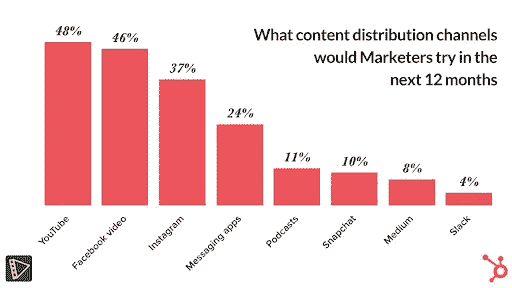 What content distribution channels
would Marketers try in the
next 12 months
48%
46%
37%
24%
11%
10%
8%
4%
YouTube
Facebook video
Instagram
Messaging apps
Podcasts
Snapchat
Medium
Slack